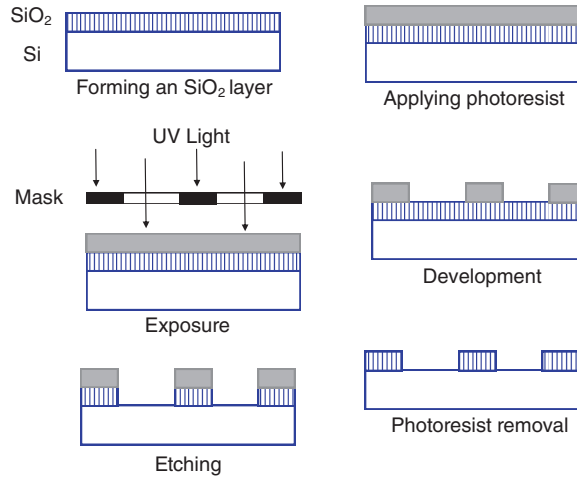 SiO₂
Si
Forming an SiO₂ layer
Applying photoresist
UV Light
Mask
Exposure
Development
Etching
Photoresist removal